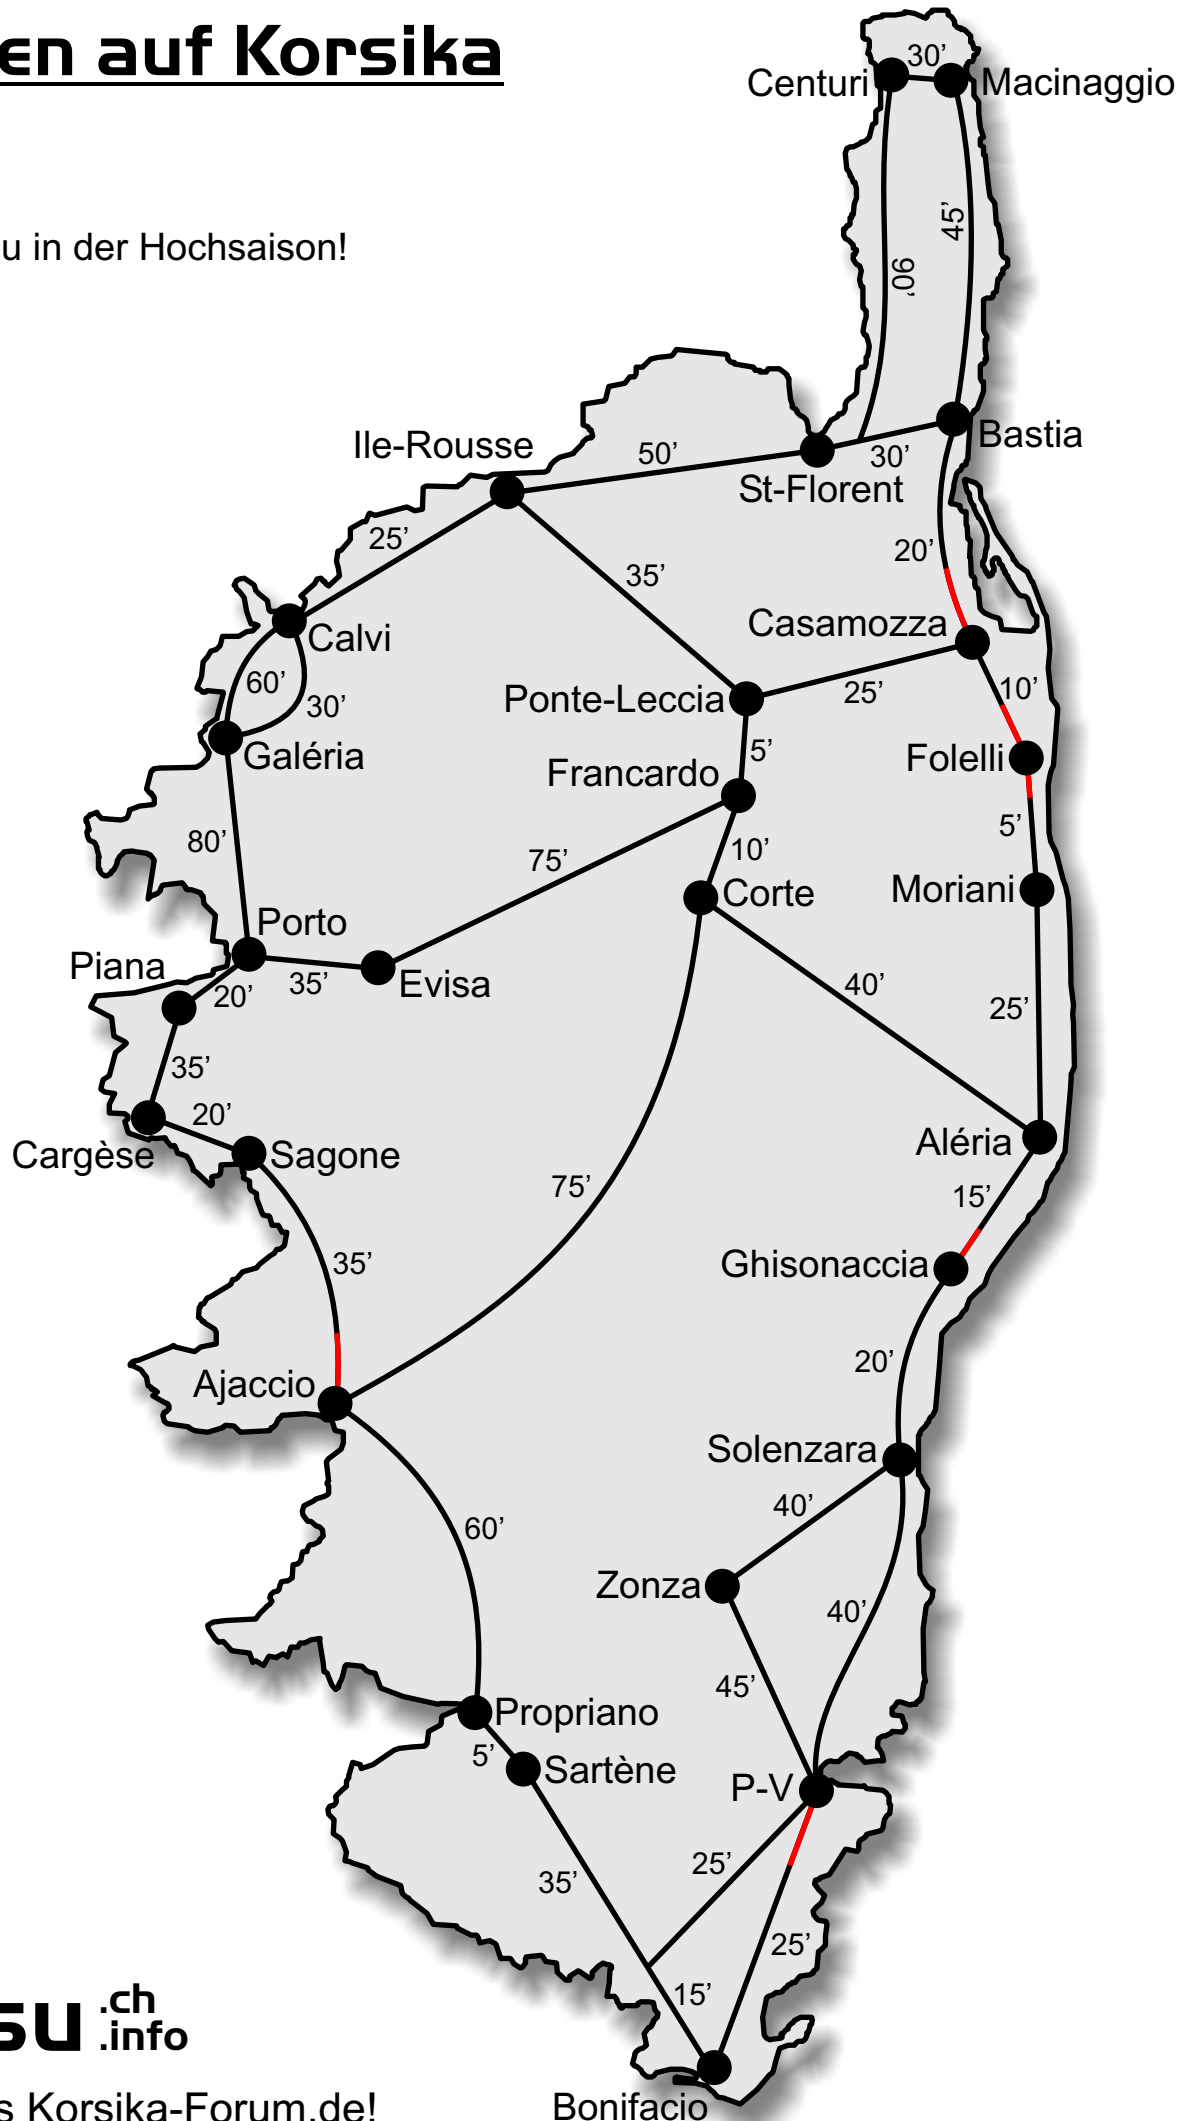 en auf Korsika
30’
Centuri
Macinaggio
45’
u in der Hochsaison!
90’
Ile-Rousse
50’
30’
Bastia
St-Florent
25’
20’
35’
Calvi
Casamozza
60’
30’
Ponte-Leccia
25’
10’
Galéria
5’
Folelli
Francardo
80’
75’
10’
5’
Corte
Moriani
Porto
Piana
35’
Evisa
20’
40’
25’
35’
20’
Cargèse
Sagone
Aléria
75’
15’
35’
Ghisonaccia
20’
Ajaccio
Solenzara
40’
60’
Zonza
40’
45’
Propriano
5’
Sartène
P-V
25’
35’
25’
15’
su .ch
.info
s Korsika-Forum.de!
Bonifacio